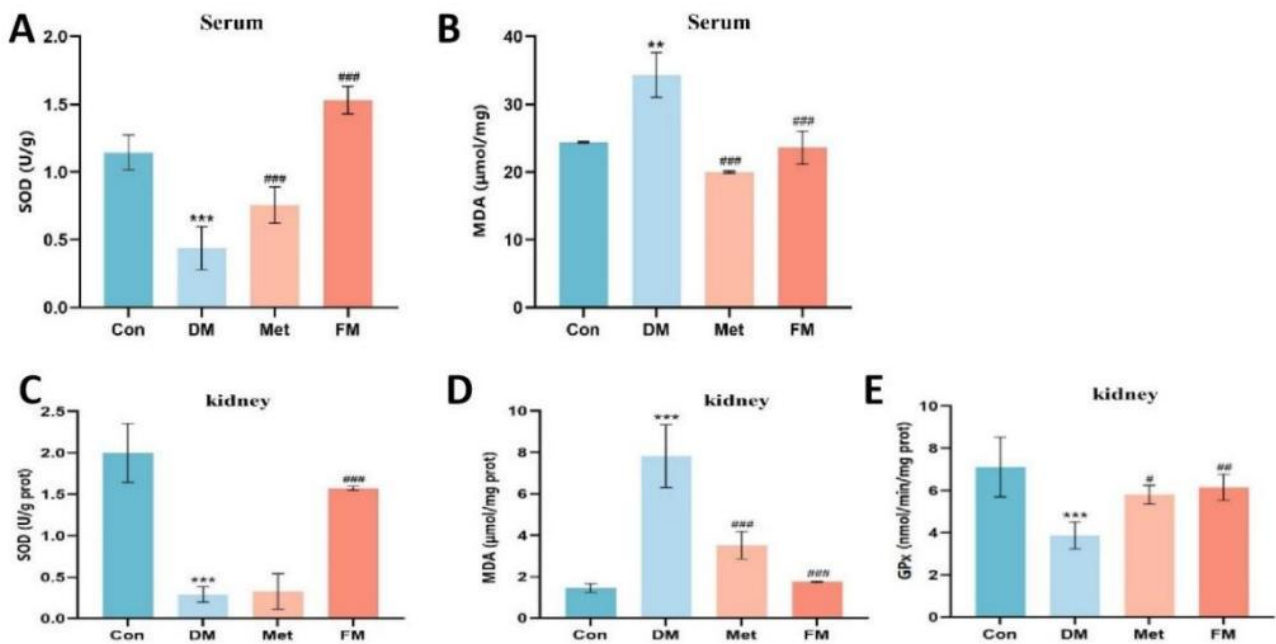 A
Serum
SOD (U/g)
2.0
1.5
1.0
0.5
0.0
***
###
###
Con DM Met FM
B
Serum
MDA (μmol/mg)
40
30
20
10
0
**
###
###
Con DM Met FM
C
kidney
SOD (U/g prot)
2.5
2.0
1.5
1.0
0.5
0.0
***
###
Con DM Met FM
D
kidney
MDA (μmol/mg prot)
10
8
6
4
2
0
***
###
###
Con DM Met FM
E
kidney
GPx (nmol/min/mg prot)
10
8
6
4
2
0
***
#
##
Con DM Met FM